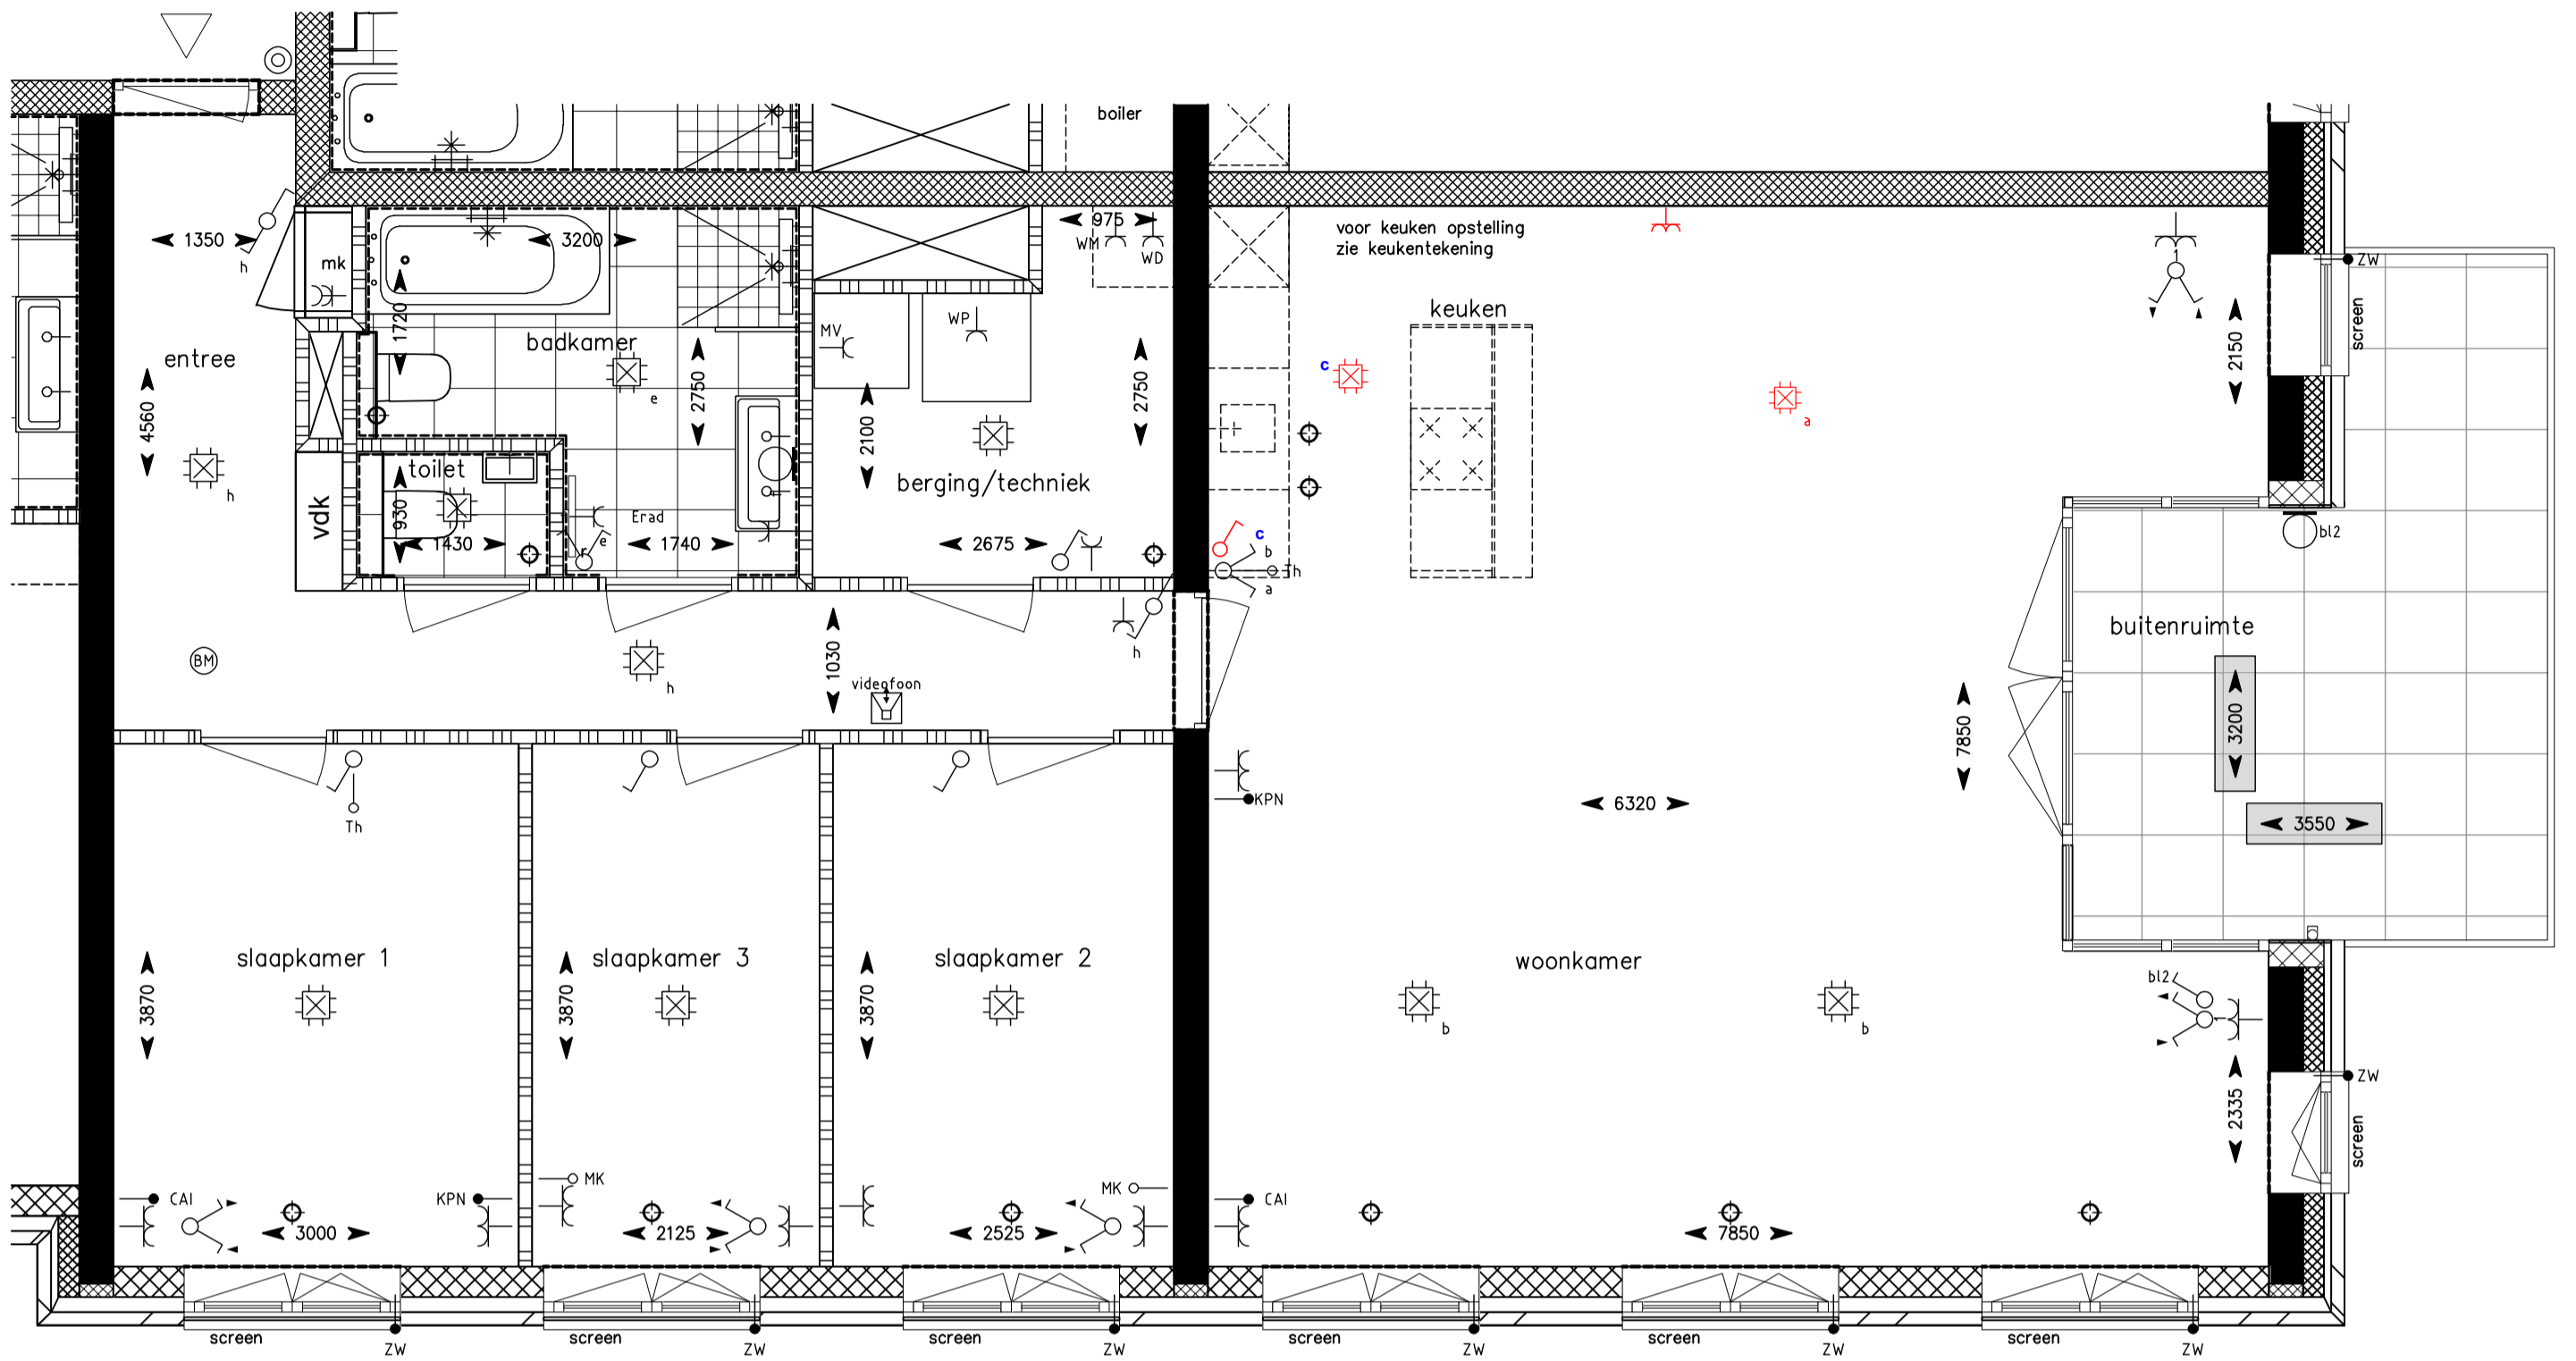 boiler
1350
h
mk
3200
1720
badkamer
e
2750
975
WM
WD
MV
WP
2100
2750
berging/techniek
2675
voor keuken opstelling
zie keukentekening
keuken
c
a
ZW
screen
2150
entree
4560
h
vdk
toilet
930
1430
Erad
r
e
1740
c
b
Th
a
bl2
buitenruimte
3200
3550
7850
BM
h
1030
videofoon
h
KPN
6320
Th
slaapkamer 1
3870
slaapkamer 3
3870
slaapkamer 2
3870
woonkamer
b
b
bl2
1
1
ZW
screen
2335
CAI
3000
KPN
MK
2125
MK
2525
CAI
7850
screen
ZW
screen
ZW
screen
ZW
screen
ZW
screen
ZW
screen
ZW